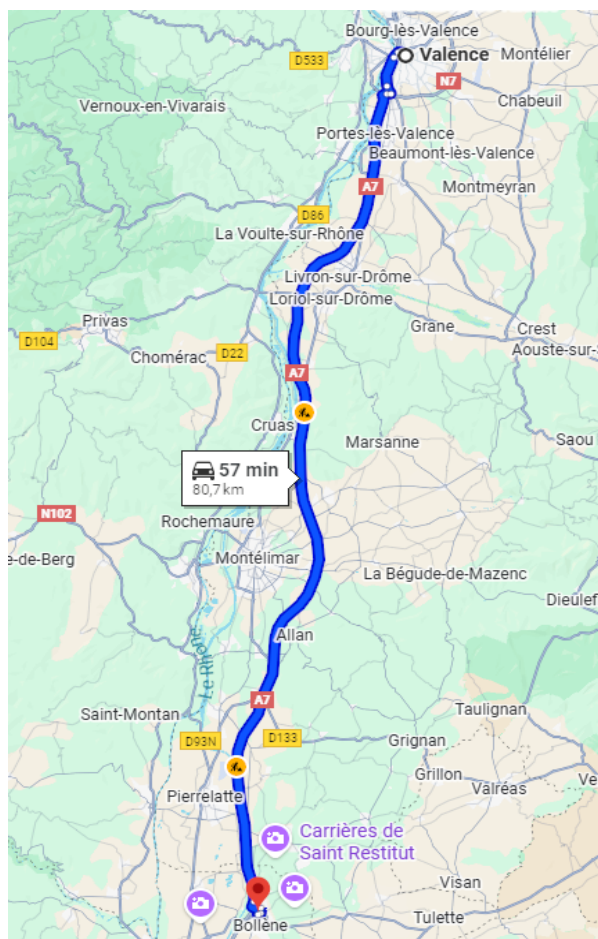 Bourg-lès-Valence
D533
Valence
Montélier
N7
Vernoux-en-Vivarais
Chabeuil
Portes-lès-Valence
Beaumont-lès-Valence
A7
Montmeyran
D86
La Voulte-sur-Rhône
Livron-sur-Drôme
Loriol-sur-Drôme
Privas
Grane
Crest
D104
Chomérac
D22
Aouste-sur-S
A7
Cruas
Marsanne
Saou
57 min
80,7 km
N102
Rochemaure
e-de-Berg
Montélimar
La Bégude-de-Mazenc
Dieulef
Allan
Le Rhône
A7
Saint-Montan
Taulignan
D93N
D133
Grignan
Grillon
Valréas
Ve
Pierrelatte
Carrières de
Saint Restitut
Visan
Bollène
Tulette